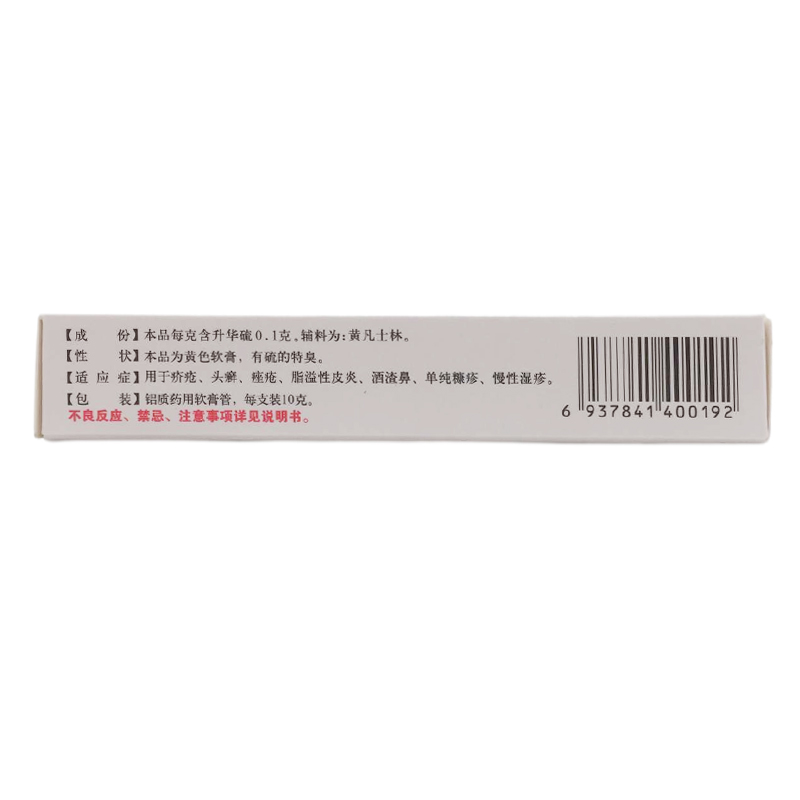 【成 份】本品每克含升华硫0.1克,辅料为:黄凡士林。
【性 状】本品为黄色软膏，有硫的特臭。
【适应症】用于疥疮、头癣、痤疮、脂溢性皮炎、酒渣鼻、单纯糠疹、慢性湿疹。
【包 装】铝质药用软膏管，每支装10克。
不良反应、禁忌、注意事项详见说明书。
6 937841 400192